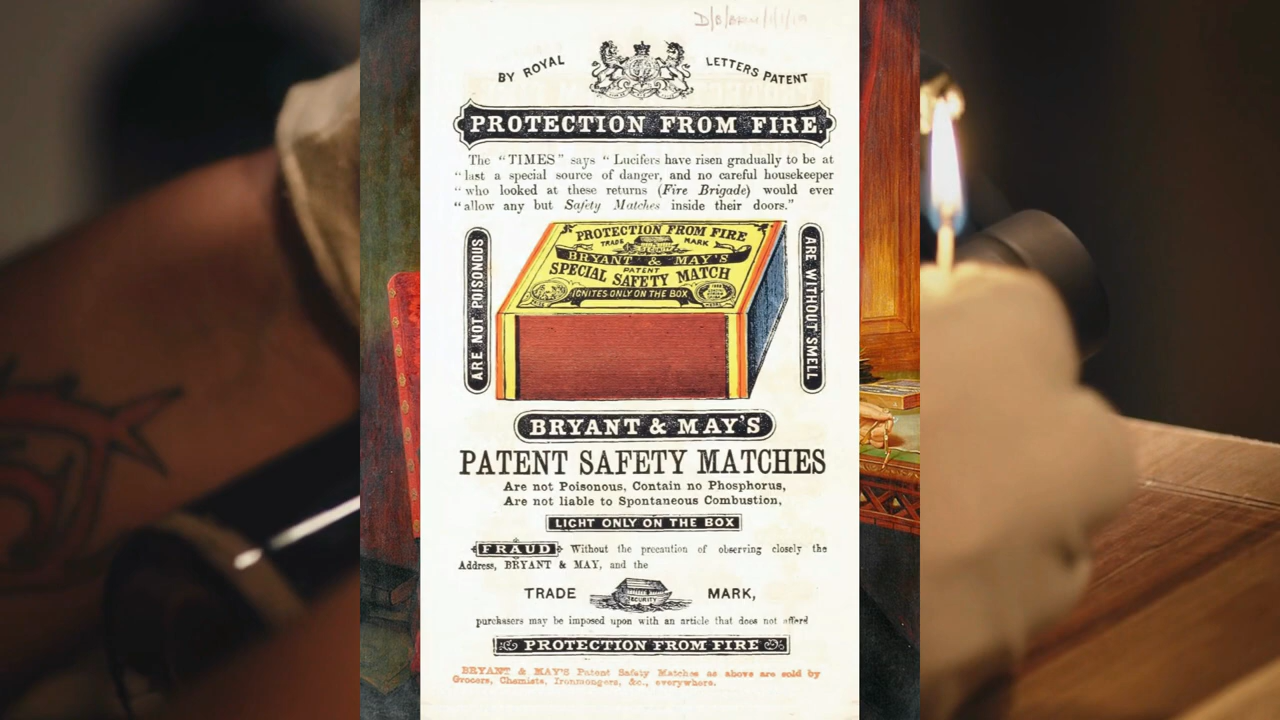 BY ROYAL LETTERS PATENT
PROTECTION FROM FIRE.
The "TIMES" says "Lucifers have risen gradually to be at
"last a special source of danger, and no careful housekeeper
"who looked at these returns (Fire Brigade) would ever
"allow any but Safety Matches inside their doors."
ARE NOT POISONOUS
PROTECTION FROM FIRE
TRADE MARK
BRYANT & MAY'S
PATENT
SPECIAL SAFETY MATCH
IGNITES ONLY ON THE BOX
ARE WITHOUT SMELL
BRYANT & MAY'S
PATENT SAFETY MATCHES
Are not Poisonous, Contain no Phosphorus,
Are not liable to Spontaneous Combustion,
LIGHT ONLY ON THE BOX
FRAUD Without the precaution of observing closely the
Address, BRYANT & MAY, and the
TRADE SECURITY MARK,
purchasers may be imposed upon with an article that does not afford
PROTECTION FROM FIRE
BRYANT & MAY'S Patent Safety Matches as above are sold by
Grocers, Chemists, Ironmongers, &c., everywhere.